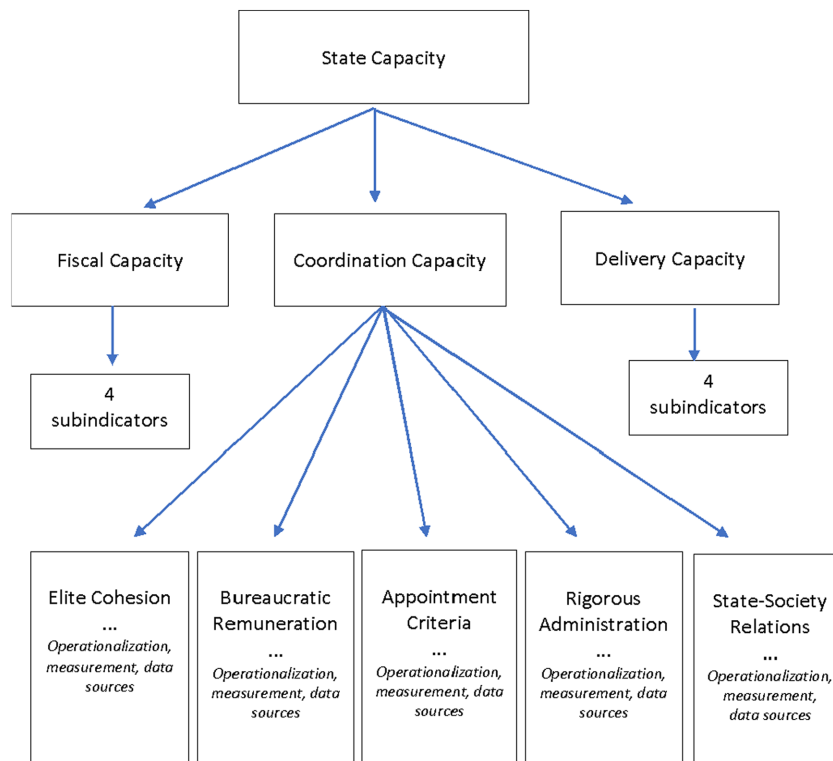 State Capacity
Fiscal Capacity
Coordination Capacity
Delivery Capacity
4
subindicators
4
subindicators
Elite Cohesion
...
Operationalization,
measurement, data
sources
Bureaucratic
Remuneration
...
Operationalization,
measurement, data
sources
Appointment
Criteria
...
Operationalization,
measurement, data
sources
Rigorous
Administration
...
Operationalization,
measurement, data
sources
State-Society
Relations
...
Operationalization,
measurement,
data sources